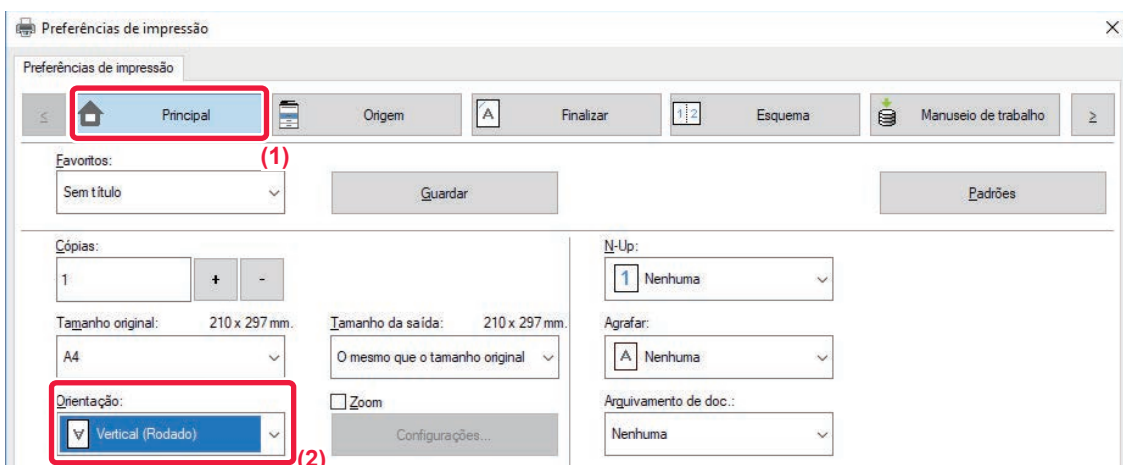 Preferências de impressão
Preferências de impressão
≤ Principal Origem A Finalizar 1 2 Esquema Manuseio de trabalho ≥
(1)
Favoritos:
Sem título Guardar Padrões
Cópias: N-Up:
1 + - 1 Nenhuma
Tamanho original: 210 x 297 mm. Tamanho da saída: 210 x 297 mm. Agrafar:
A4 O mesmo que o tamanho original A Nenhuma
Orientação: Zoom Arquivamento de doc.:
A Vertical (Rodado) Configurações... Nenhuma
(2)